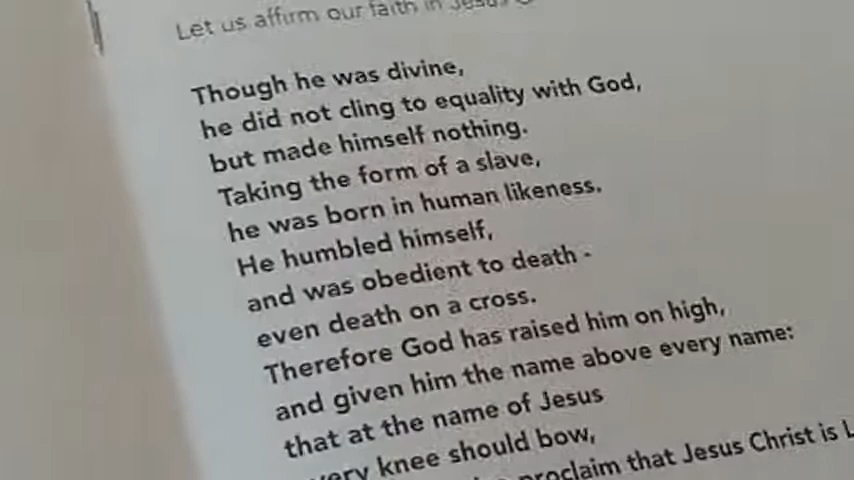 Let us affirm our faith in Jesus
Though he was divine,
he did not cling to equality with God,
but made himself nothing.
Taking the form of a slave,
he was born in human likeness.
He humbled himself,
and was obedient to death -
even death on a cross.
Therefore God has raised him on high,
and given him the name above every name:
that at the name of Jesus
very knee should bow,
proclaim that Jesus Christ is L